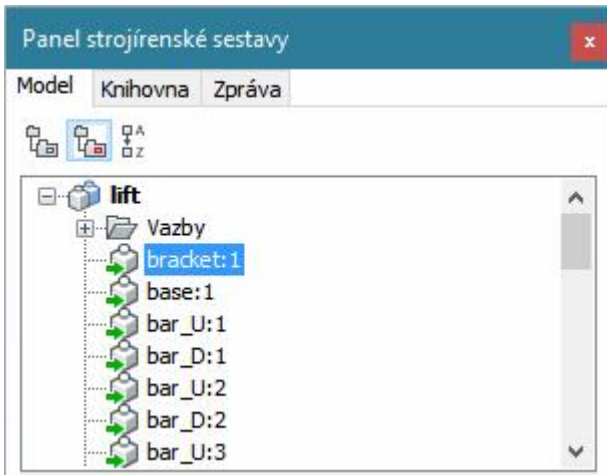 Panel strojírenské sestavy
x
Model Knihovna Zpráva
A
Z
lift
Vazby
bracket:1
base:1
bar_U:1
bar_D:1
bar_U:2
bar_D:2
bar_U:3